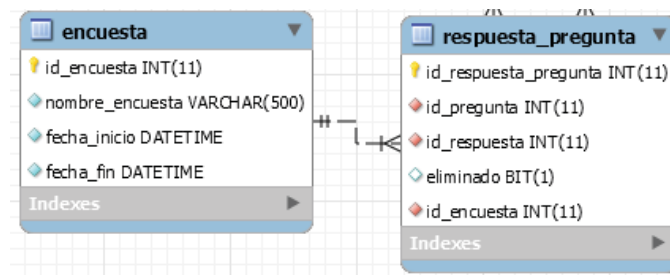 encuesta
id_encuesta INT(11)
nombre_encuesta VARCHAR(500)
fecha_inicio DATETIME
fecha_fin DATETIME
Indexes
respuesta_pregunta
id_respuesta_pregunta INT(11)
id_pregunta INT(11)
id_respuesta INT(11)
eliminado BIT(1)
id_encuesta INT(11)
Indexes